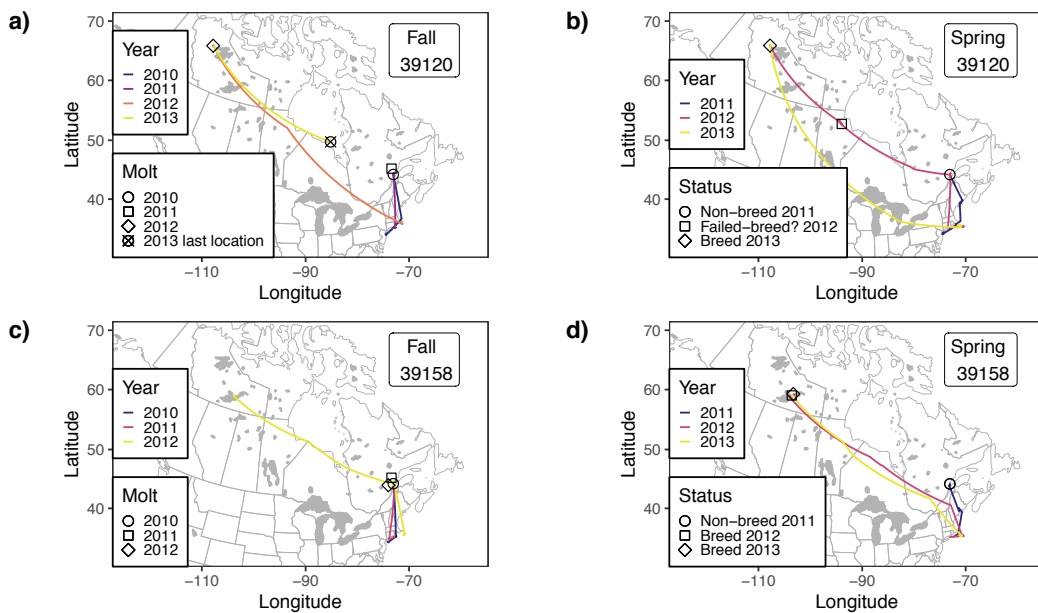 a)
Fall
39120
Year
2010
2011
2012
2013
Molt
2010
2011
2012
2013 last location
70
60
50
40
Latitude
−110
−85
−70
Longitude
b)
Spring
39120
Year
2011
2012
2013
Status
Non−breed 2011
Failed−breed? 2012
Breed 2013
70
60
50
40
Latitude
−110
−85
−70
Longitude
c)
Fall
39158
Year
2010
2011
2012
Molt
2010
2011
2012
70
60
50
40
Latitude
−110
−85
−70
Longitude
d)
Spring
39158
Year
2011
2012
2013
Status
Non−breed 2011
Breed 2012
Breed 2013
70
60
50
40
Latitude
−110
−85
−70
Longitude